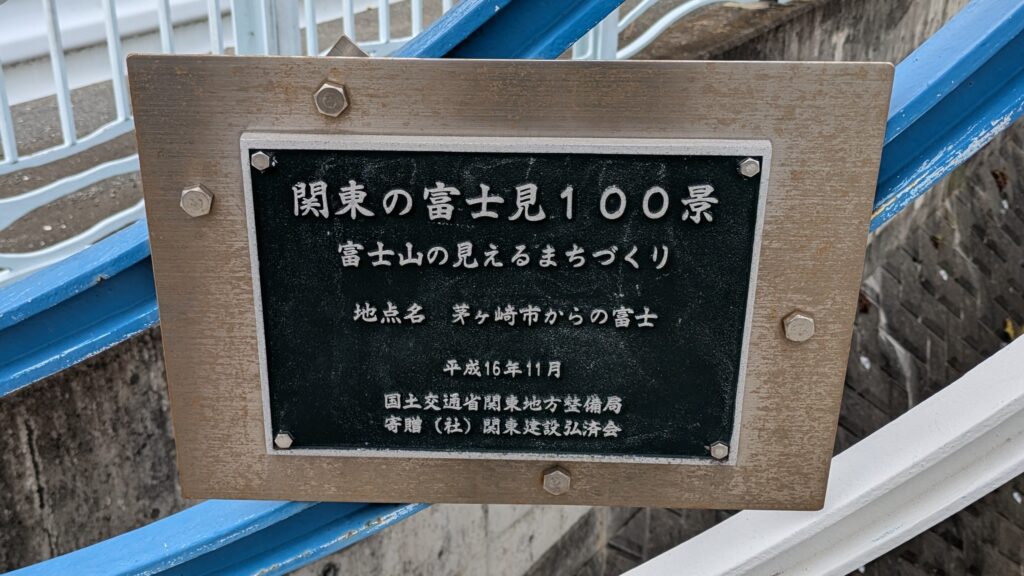 関東の富士見１００景
富士山の見えるまちづくり
地点名　茅ヶ崎市からの富士
平成16年11月
国土交通省関東地方整備局
寄贈（社）関東建設弘済会